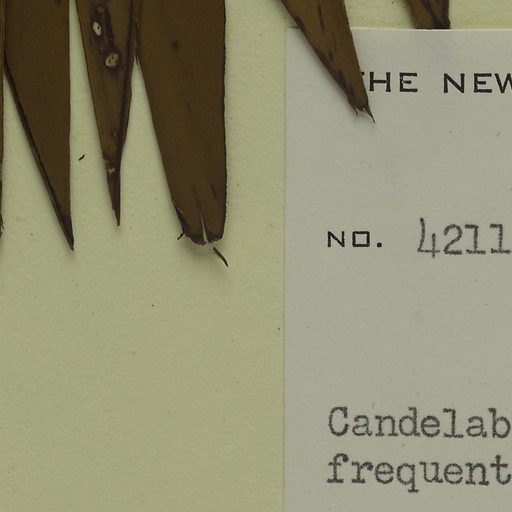 THE NEW
NO. 4211
Candelab
frequent